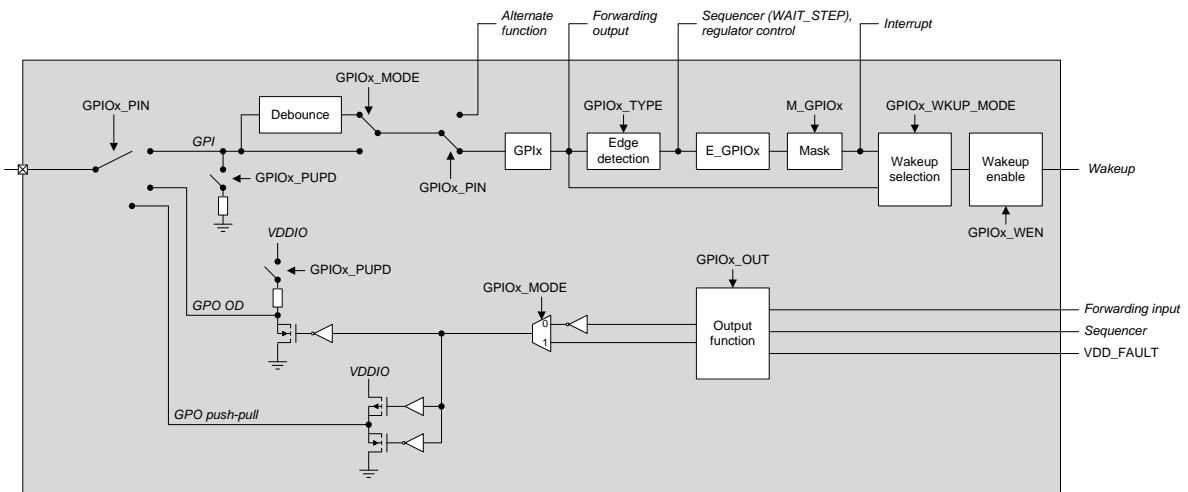 Alternate
function
Forwarding
output
Sequencer (WAIT_STEP),
regulator control
Interrupt
GPIOx_MODE
GPIOx_PIN
Debounce
GPIOx_TYPE
M_GPIOx
GPIOx_WKUP_MODE
GPI
GPIx
Edge
detection
E_GPIOx
Mask
Wakeup
selection
Wakeup
enable
Wakeup
GPIOx_PUPD
GPIOx_PIN
GPIOx_WEN
VDDIO
GPIOx_PUPD
GPIOx_OUT
GPIOx_MODE
GPO OD
0
1
Output
function
Forwarding input
Sequencer
VDD_FAULT
VDDIO
GPO push-pull